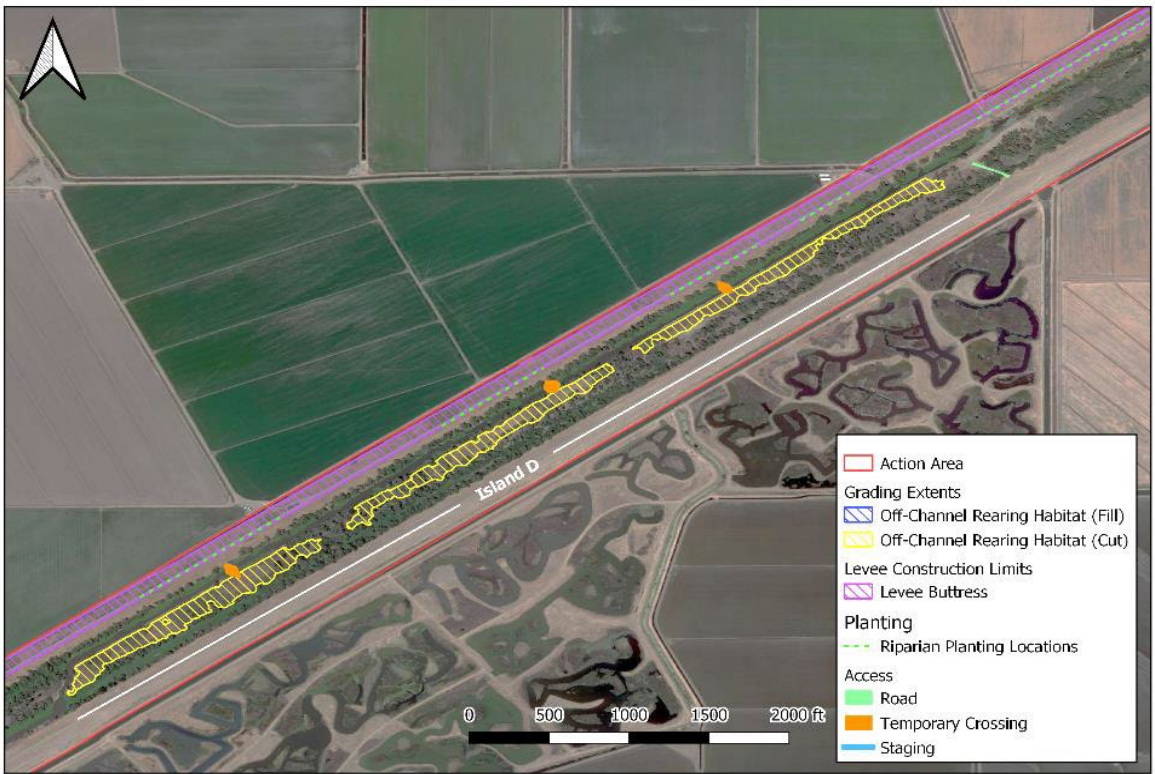 Island D
Action Area
Grading Extents
Off-Channel Rearing Habitat (Fill)
Off-Channel Rearing Habitat (Cut)
Levee Construction Limits
Levee Buttress
Planting
Riparian Planting Locations
Access
Road
Temporary Crossing
Staging
0 500 1000 1500 2000 ft